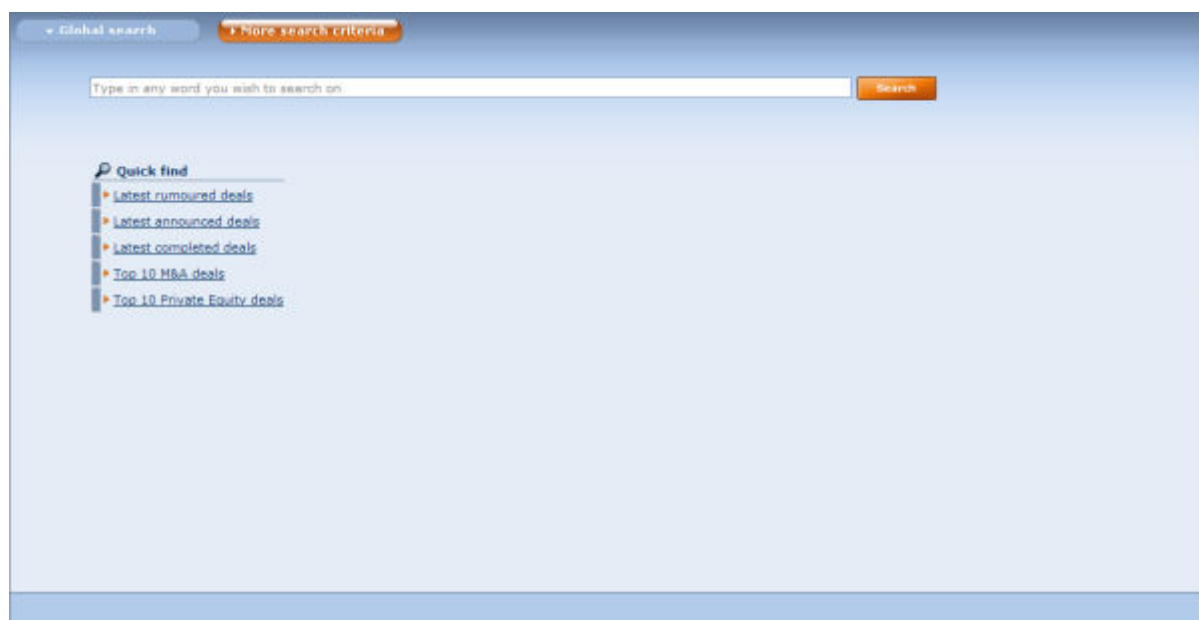 Global search
More search criteria
Type in any word you wish to search on
Search
Quick find
Latest rumoured deals
Latest announced deals
Latest completed deals
Top 10 M&A deals
Top 10 Private Equity deals